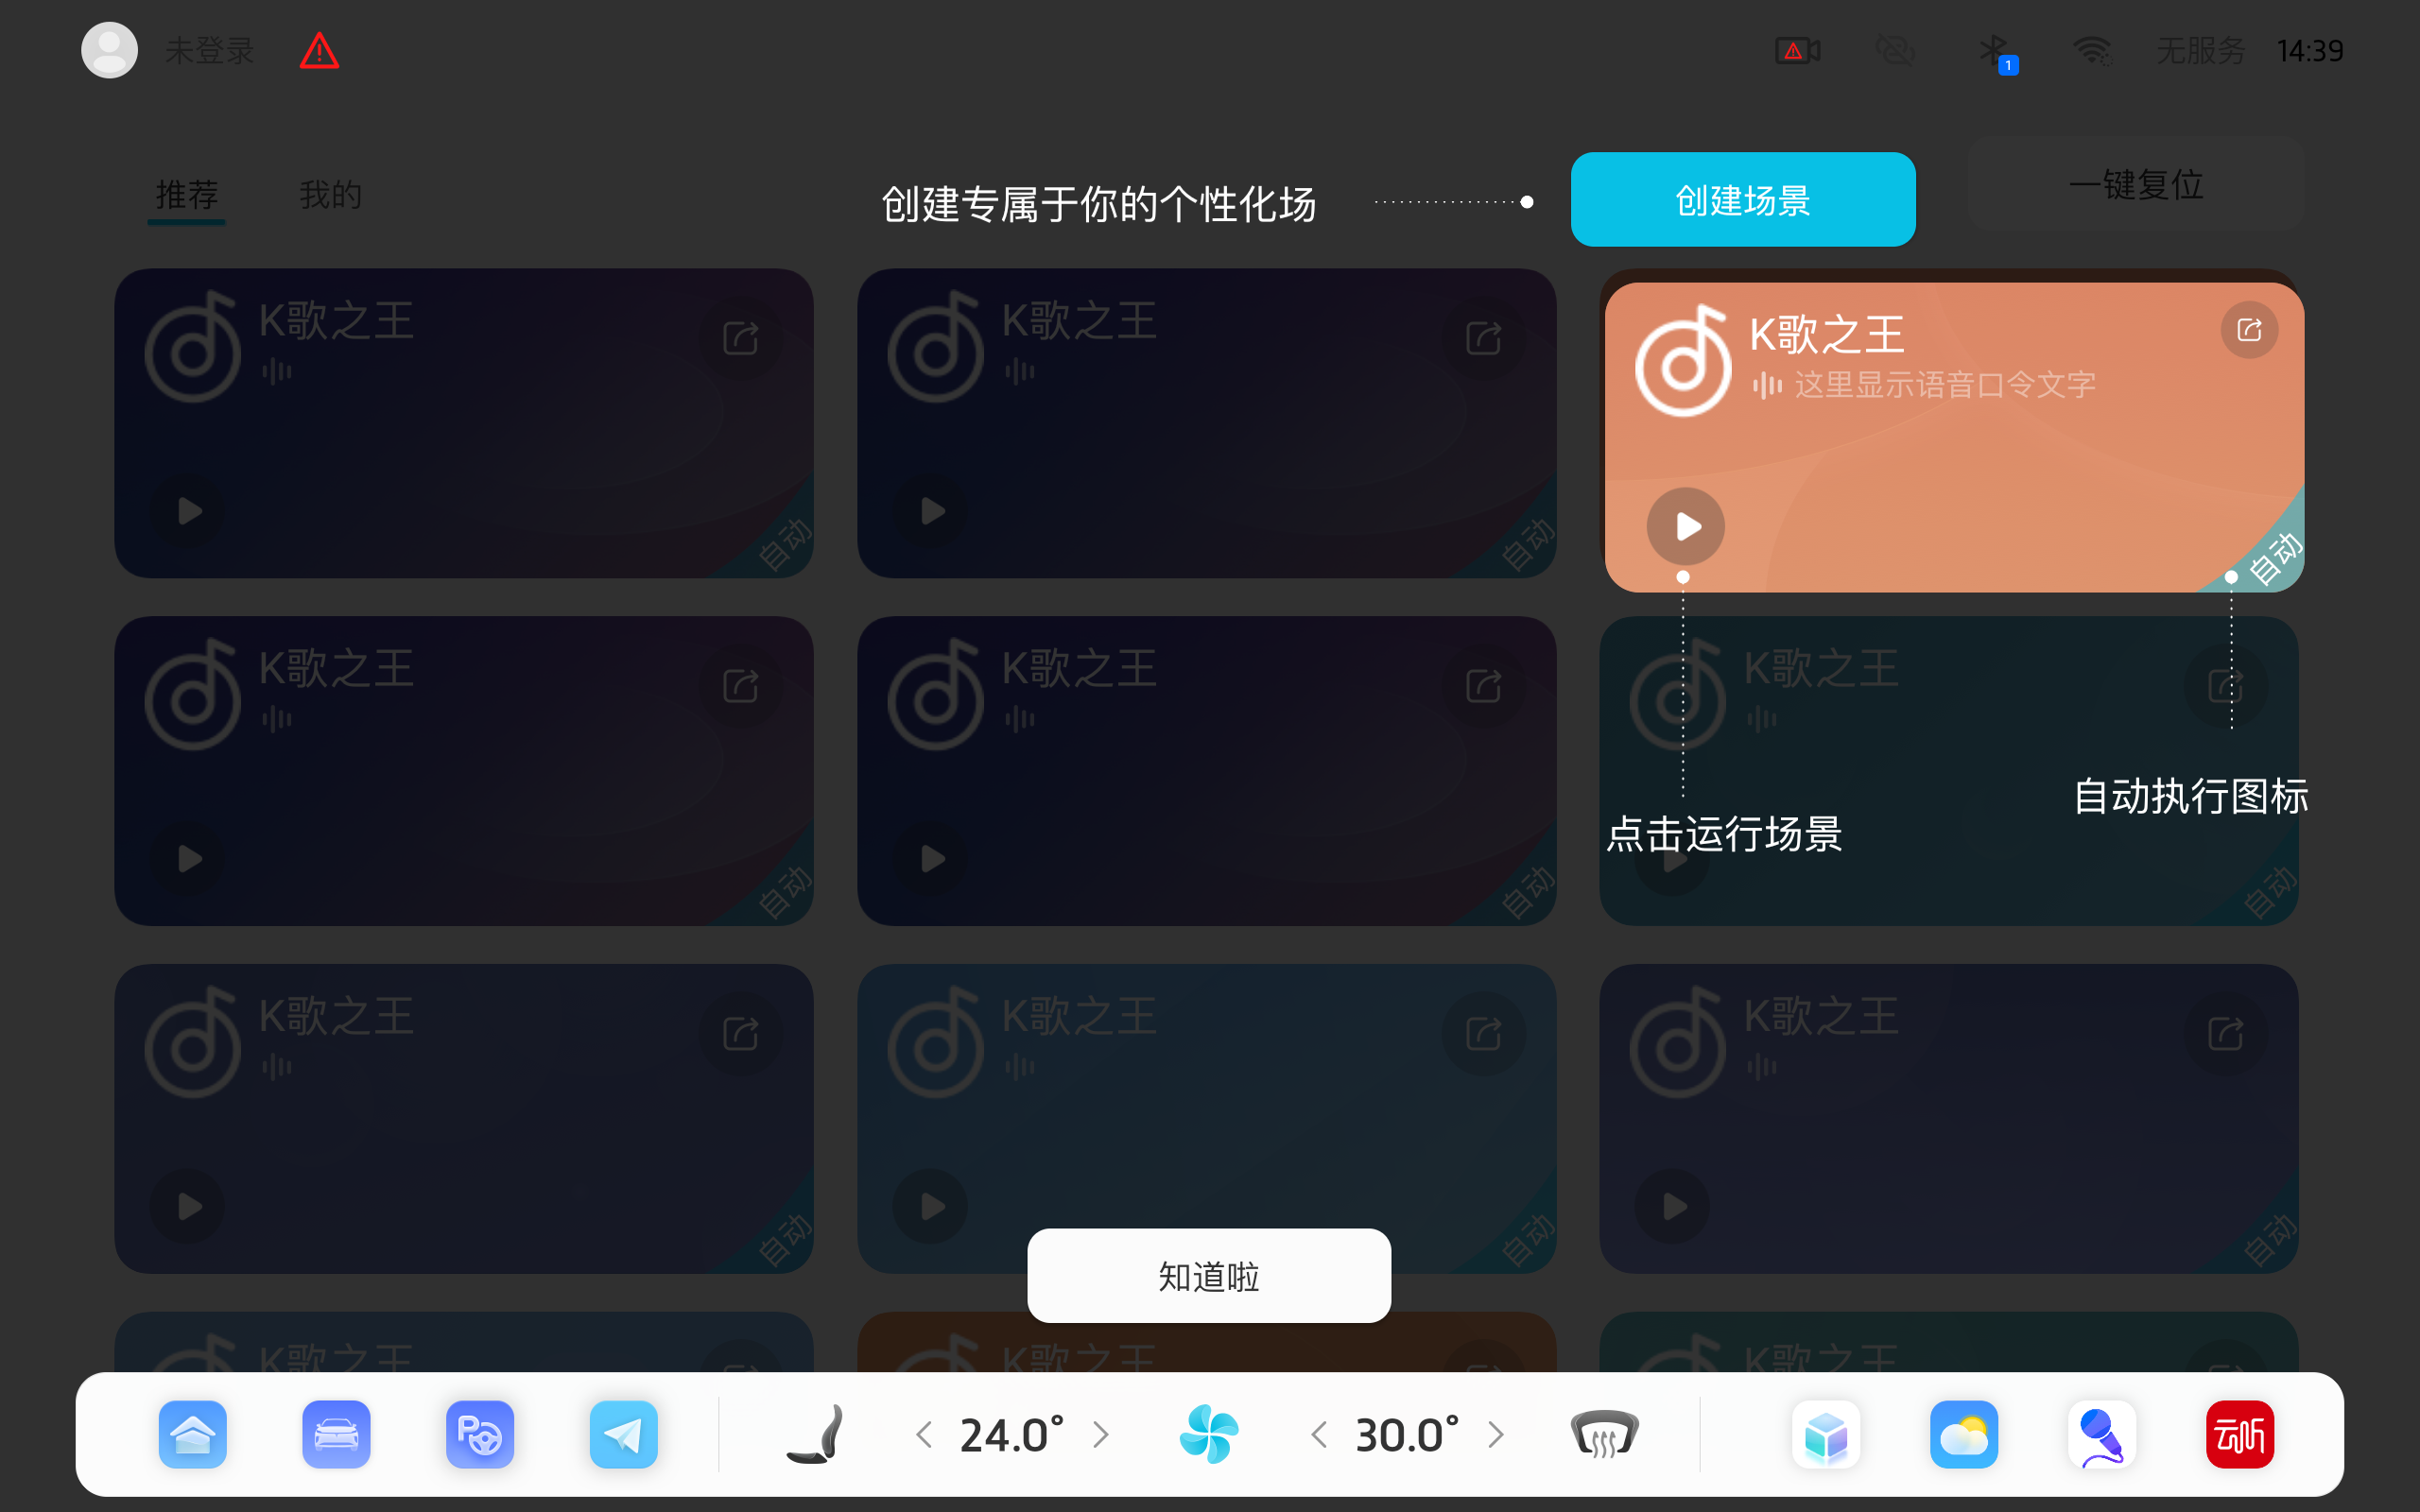 未登录
1
无服务
14:39
推荐
我的
创建专属于你的个性化场
创建场景
一键复位
K歌之王
自动
K歌之王
自动
K歌之王
这里显示语音口令文字
自动
K歌之王
自动
K歌之王
自动
K歌之王
自动
点击运行场景
自动执行图标
K歌之王
自动
K歌之王
自动
K歌之王
自动
知道啦
K歌之王
K歌之王
K歌之王
P
24.0°
30.0°
动听